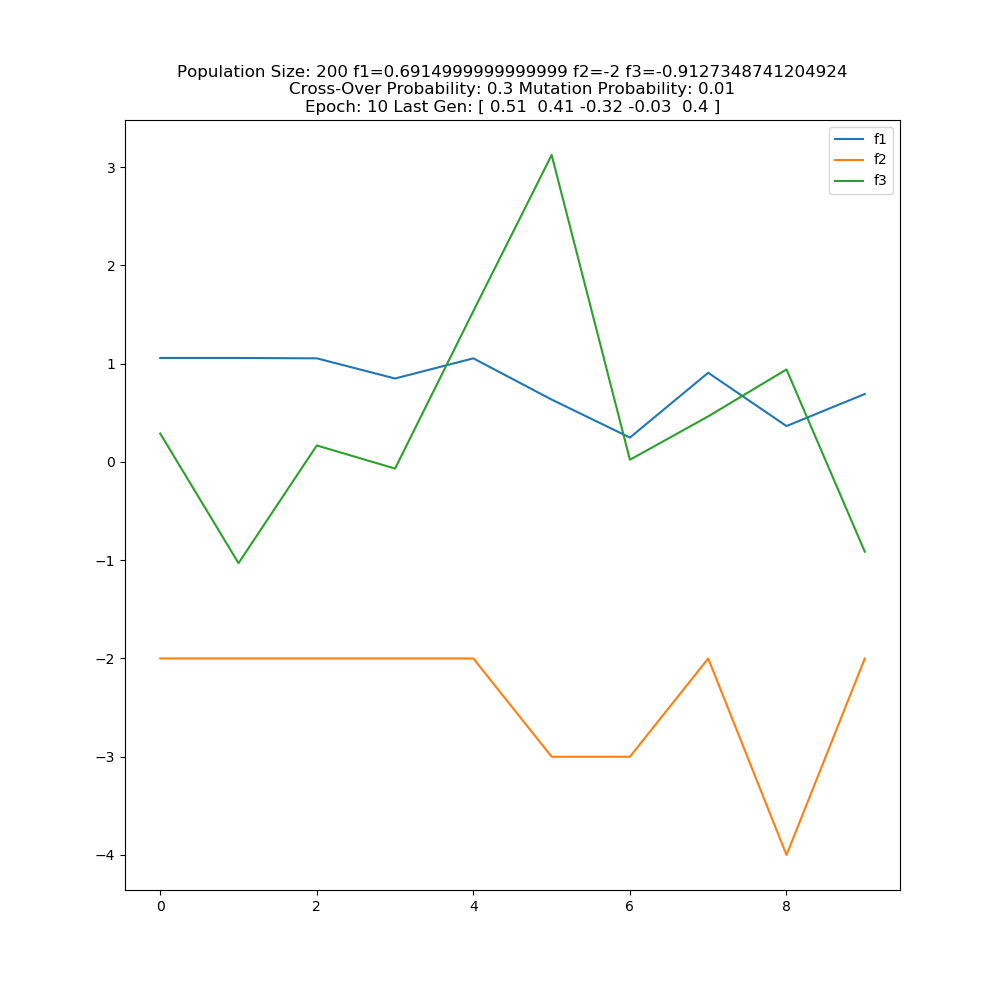 Population Size: 200 f1=0.6914999999999999 f2=-2 f3=-0.9127348741204924
Cross-Over Probability: 0.3 Mutation Probability: 0.01
Epoch: 10 Last Gen: [ 0.51  0.41 -0.32 -0.03  0.4 ]
f1
f2
f3
3
2
1
0
−1
−2
−3
−4
0 2 4 6 8